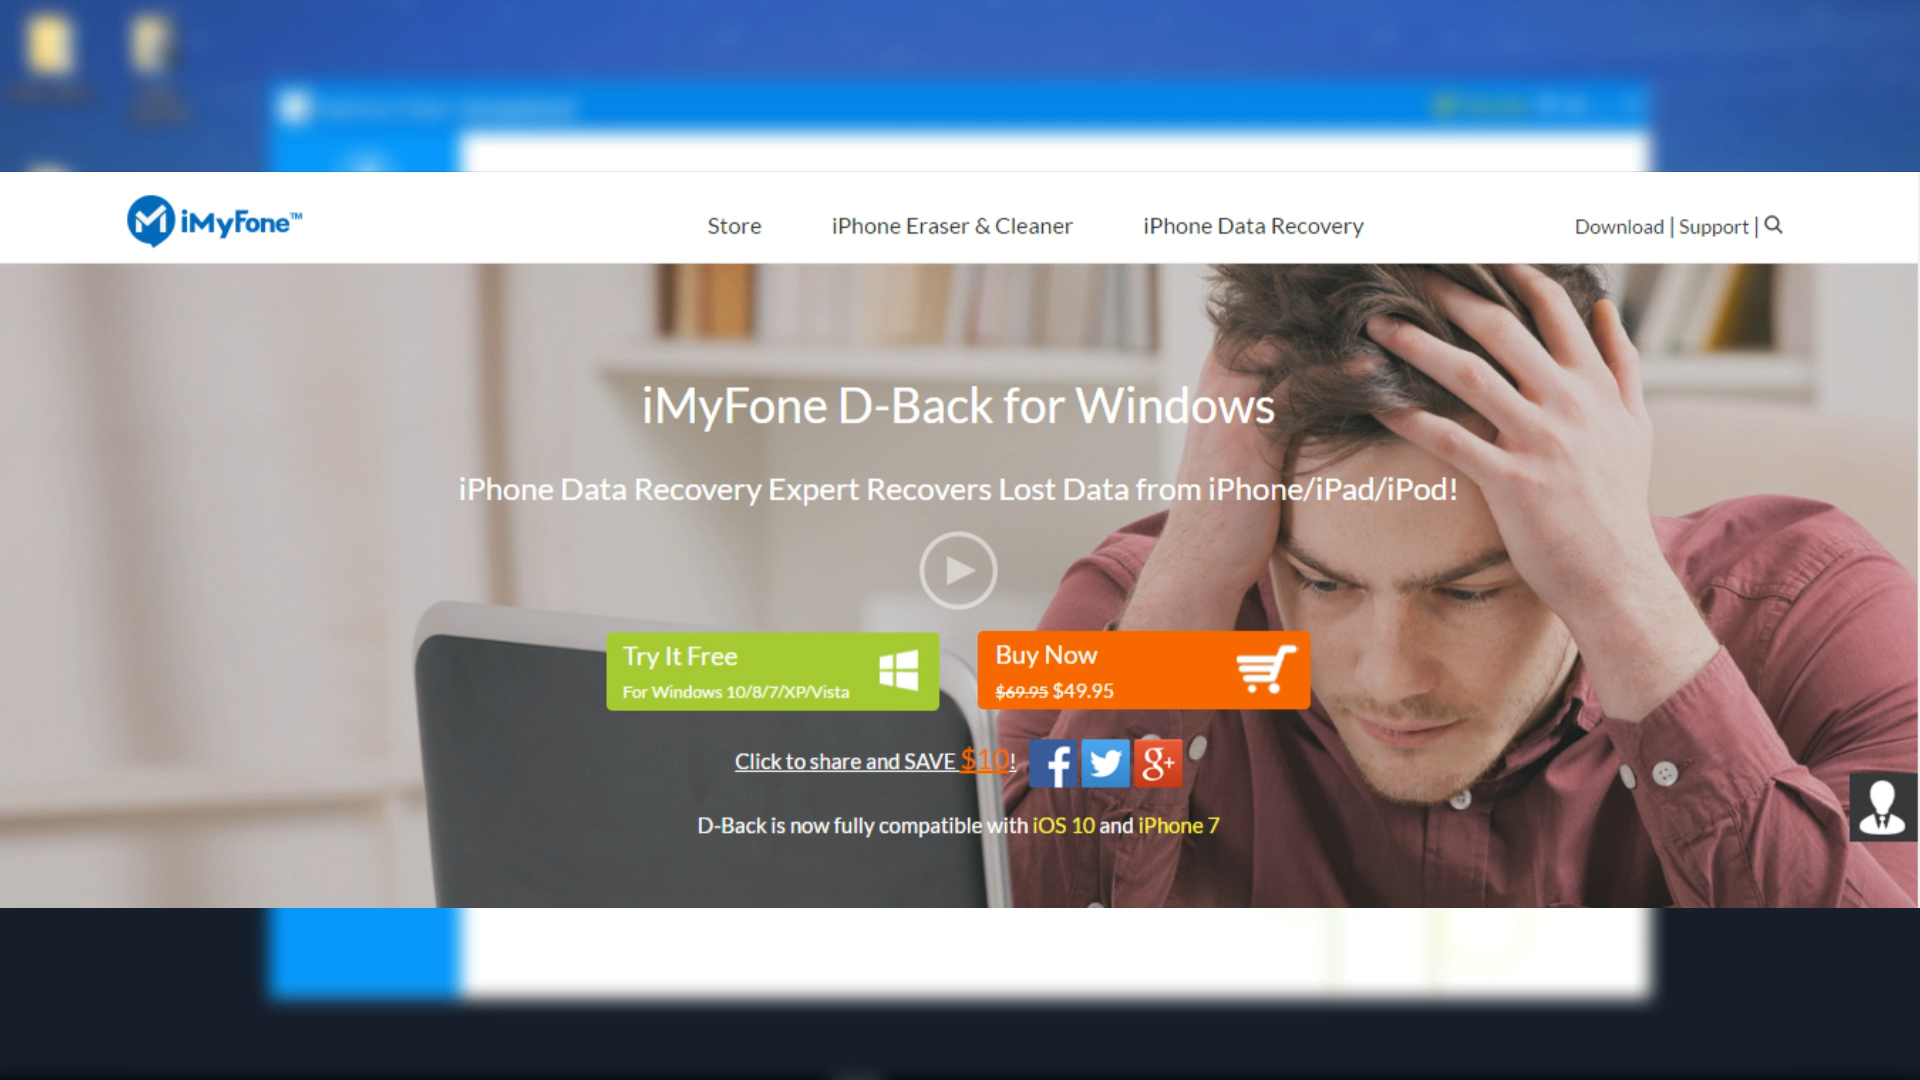 iMyFone™
Store
iPhone Eraser & Cleaner
iPhone Data Recovery
Download | Support |
iMyFone D-Back for Windows
iPhone Data Recovery Expert Recovers Lost Data from iPhone/iPad/iPod!
Try It Free
For Windows 10/8/7/XP/Vista
Buy Now
$69.95 $49.95
Click to share and SAVE $10!
D-Back is now fully compatible with iOS 10 and iPhone 7